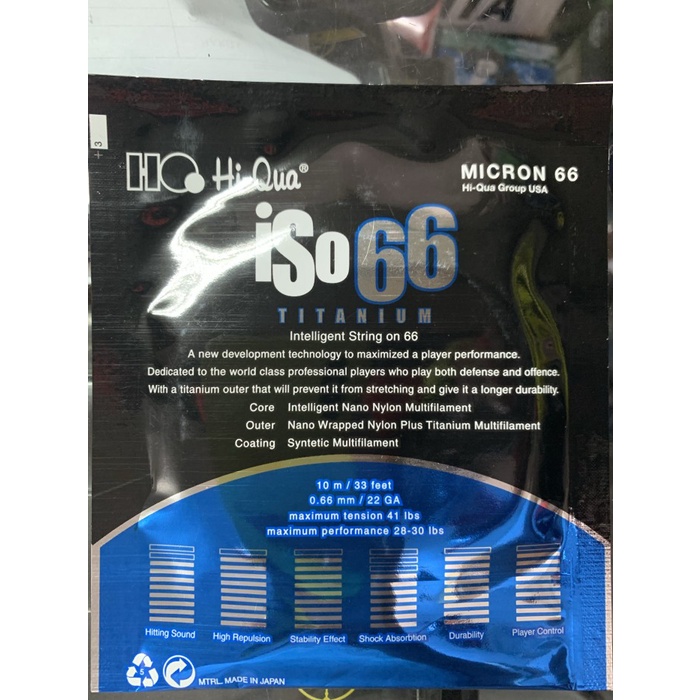 3
+
HQ Hi-Qua®
MICRON 66
Hi-Qua Group USA
iSo66
TITANIUM
Intelligent String on 66
A new development technology to maximized a player performance.
Dedicated to the world class professional players who play both defense and offence.
With a titanium outer that will prevent it from stretching and give it a longer durability.
Core Intelligent Nano Nylon Multifilament
Outer Nano Wrapped Nylon Plus Titanium Multifilament
Coating Syntetic Multifilament
10 m / 33 feet
0.66 mm / 22 GA
maximum tension 41 lbs
maximum performance 28-30 lbs
Hitting Sound High Repulsion Stability Effect Shock Absorbtion Durability Player Control
5
MTRL. MADE IN JAPAN